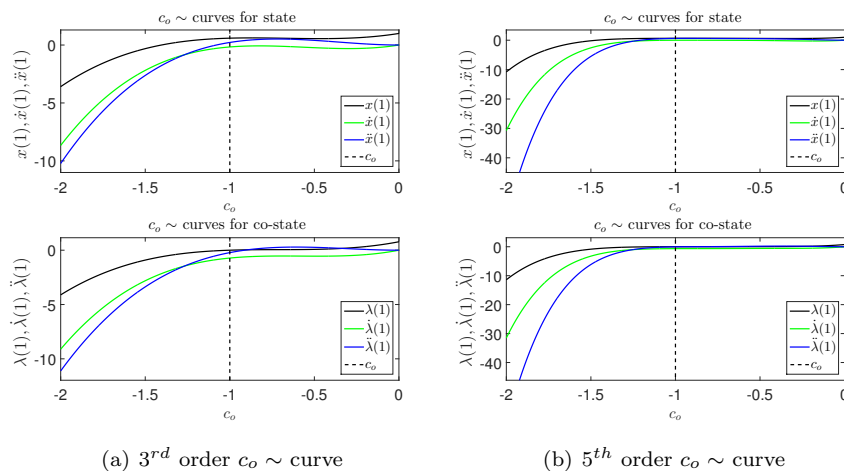 c_o ∼ curves for state
x(1), ẋ(1), ẍ(1)
0
-5
-10
x(1)
ẋ(1)
ẍ(1)
c_o
-2 -1.5 -1 -0.5 0
c_o
c_o ∼ curves for state
x(1), ẋ(1), ẍ(1)
0
-10
-20
-30
-40
x(1)
ẋ(1)
ẍ(1)
c_o
-2 -1.5 -1 -0.5 0
c_o
c_o ∼ curves for co-state
λ(1), λ̇(1), λ̈(1)
0
-5
-10
λ(1)
λ̇(1)
λ̈(1)
c_o
-2 -1.5 -1 -0.5 0
c_o
c_o ∼ curves for co-state
λ(1), λ̇(1), λ̈(1)
0
-10
-20
-30
-40
λ(1)
λ̇(1)
λ̈(1)
c_o
-2 -1.5 -1 -0.5 0
c_o
(a) 3^{rd} order c_o ∼ curve
(b) 5^{th} order c_o ∼ curve